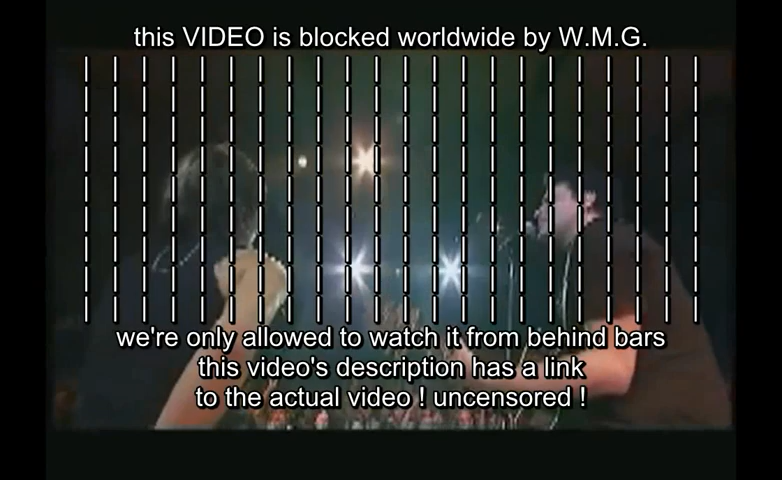 this VIDEO is blocked worldwide by W.M.G.
we're only allowed to watch it from behind bars
this video's description has a link
to the actual video ! uncensored !